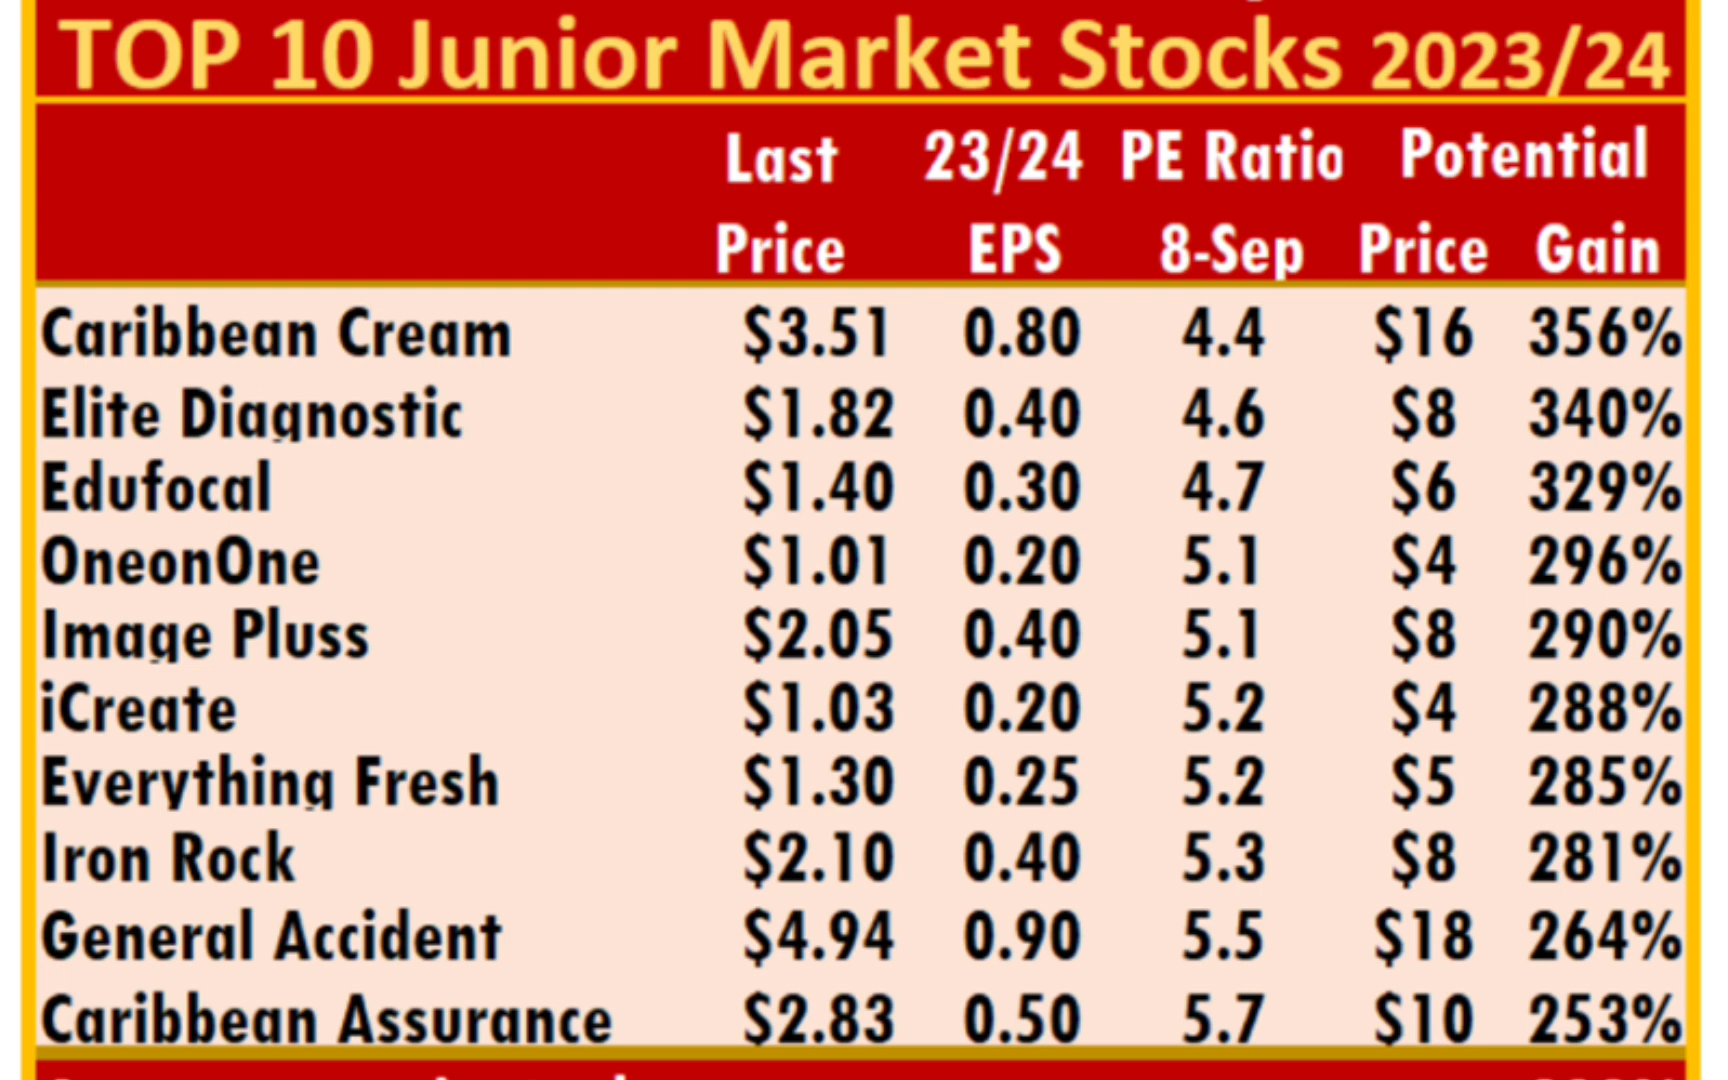 TOP 10 Junior Market Stocks 2023/24
Last 23/24 PE Ratio Potential
Price EPS 8-Sep Price Gain
Caribbean Cream $3.51 0.80 4.4 $16 356%
Elite Diagnostic $1.82 0.40 4.6 $8 340%
Edufocal $1.40 0.30 4.7 $6 329%
OneonOne $1.01 0.20 5.1 $4 296%
Image Pluss $2.05 0.40 5.1 $8 290%
iCreate $1.03 0.20 5.2 $4 288%
Everything Fresh $1.30 0.25 5.2 $5 285%
Iron Rock $2.10 0.40 5.3 $8 281%
General Accident $4.94 0.90 5.5 $18 264%
Caribbean Assurance $2.83 0.50 5.7 $10 253%